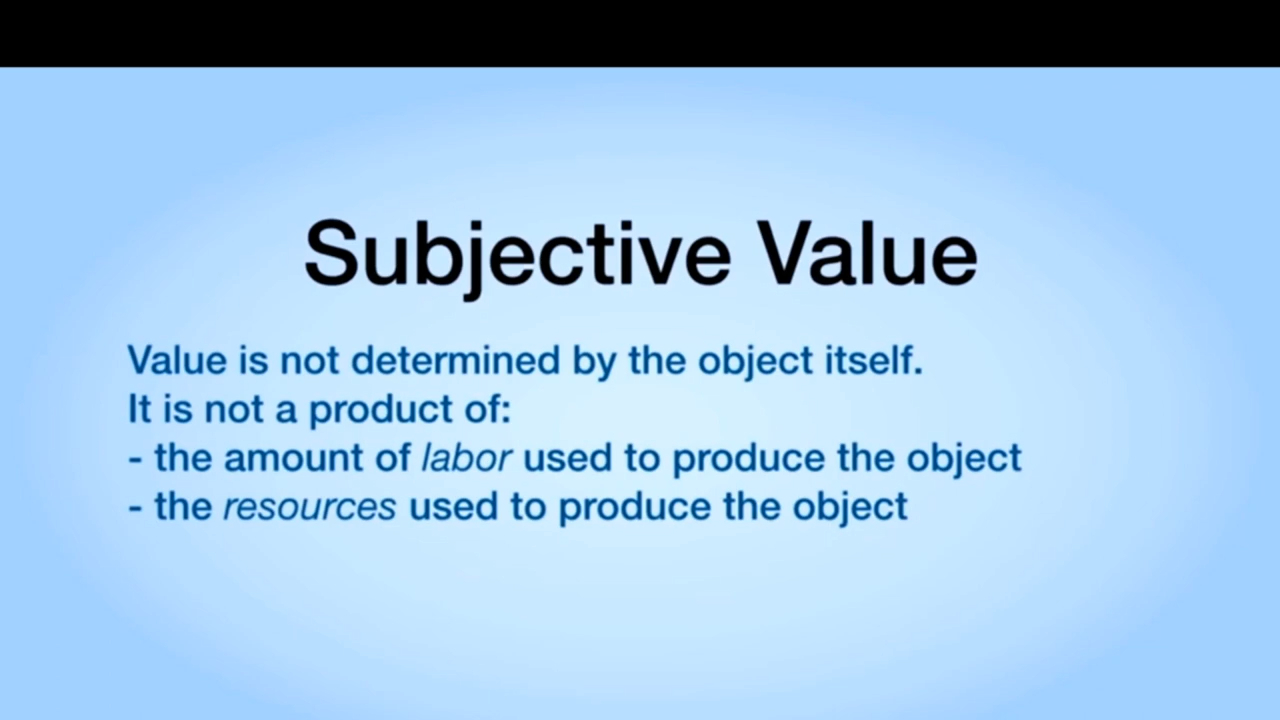 Subjective Value
Value is not determined by the object itself.
It is not a product of:
- the amount of labor used to produce the object
- the resources used to produce the object